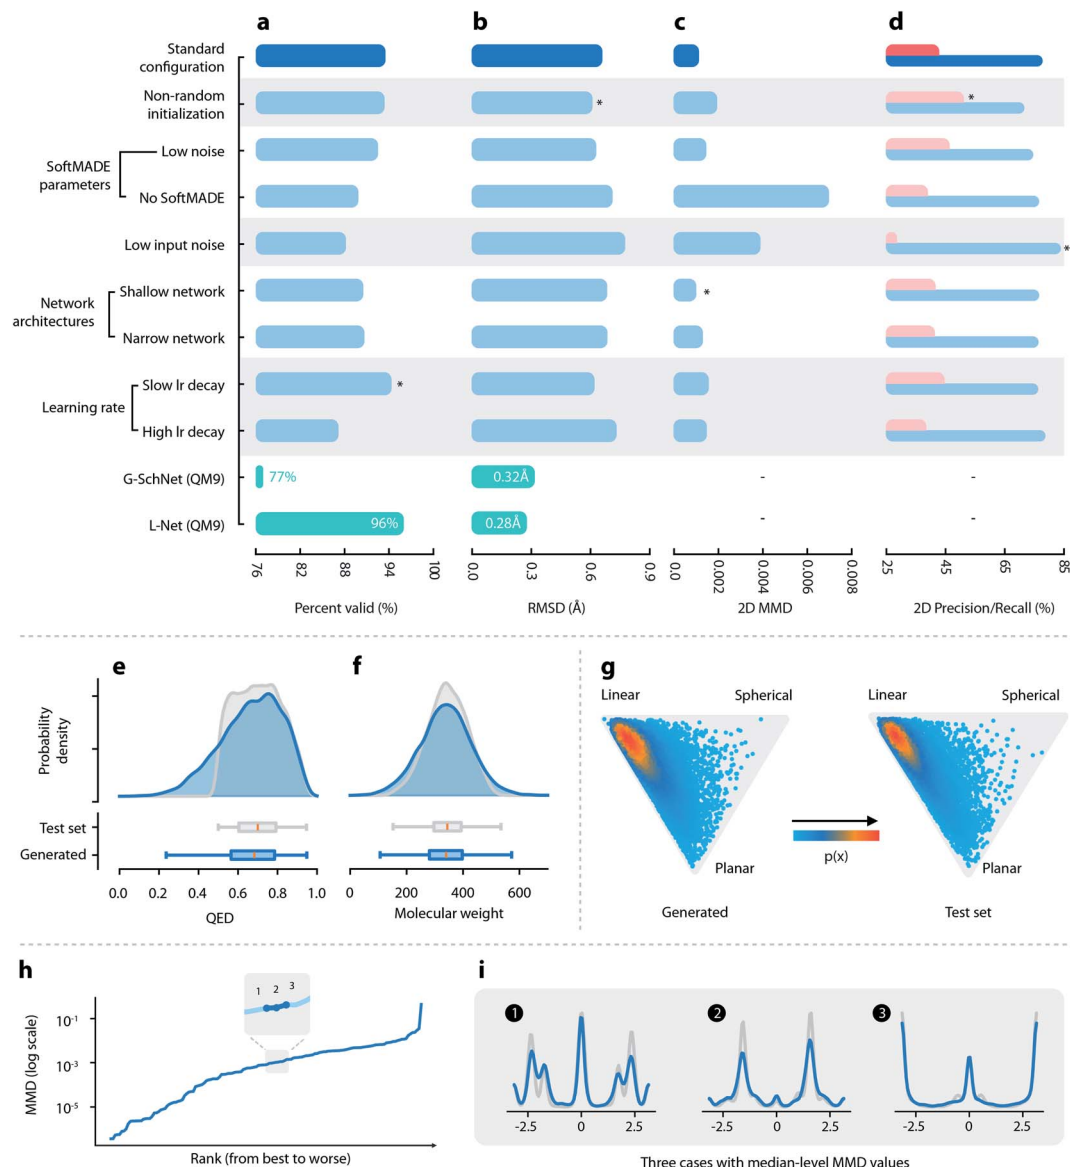 a
b
c
d
Standard
configuration
Non-random
initialization
*
*
SoftMADE
parameters
Low noise
No SoftMADE
Low input noise
*
Network
architectures
Shallow network
*
Narrow network
Learning rate
Slow lr decay
*
High lr decay
G-SchNet (QM9)
77%
0.32Å
-
-
L-Net (QM9)
96%
0.28Å
-
-
76
82
88
94
100
0.0
0.3
0.6
0.9
0.0
0.002
0.004
0.006
0.008
25
45
65
85
Percent valid (%)
RMSD (Å)
2D MMD
2D Precision/Recall (%)
e
f
g
Probability
density
Test set
Generated
0.0
0.2
0.4
0.6
0.8
1.0
QED
0
200
400
600
Molecular weight
Linear
Spherical
Planar
Generated
p(x)
Linear
Spherical
Planar
Test set
h
MMD (log scale)
10-1
10-3
10-5
1
2
3
Rank (from best to worse)
i
1
2
3
-2.5
0
2.5
-2.5
0
2.5
-2.5
0
2.5
Three cases with median-level MMD values